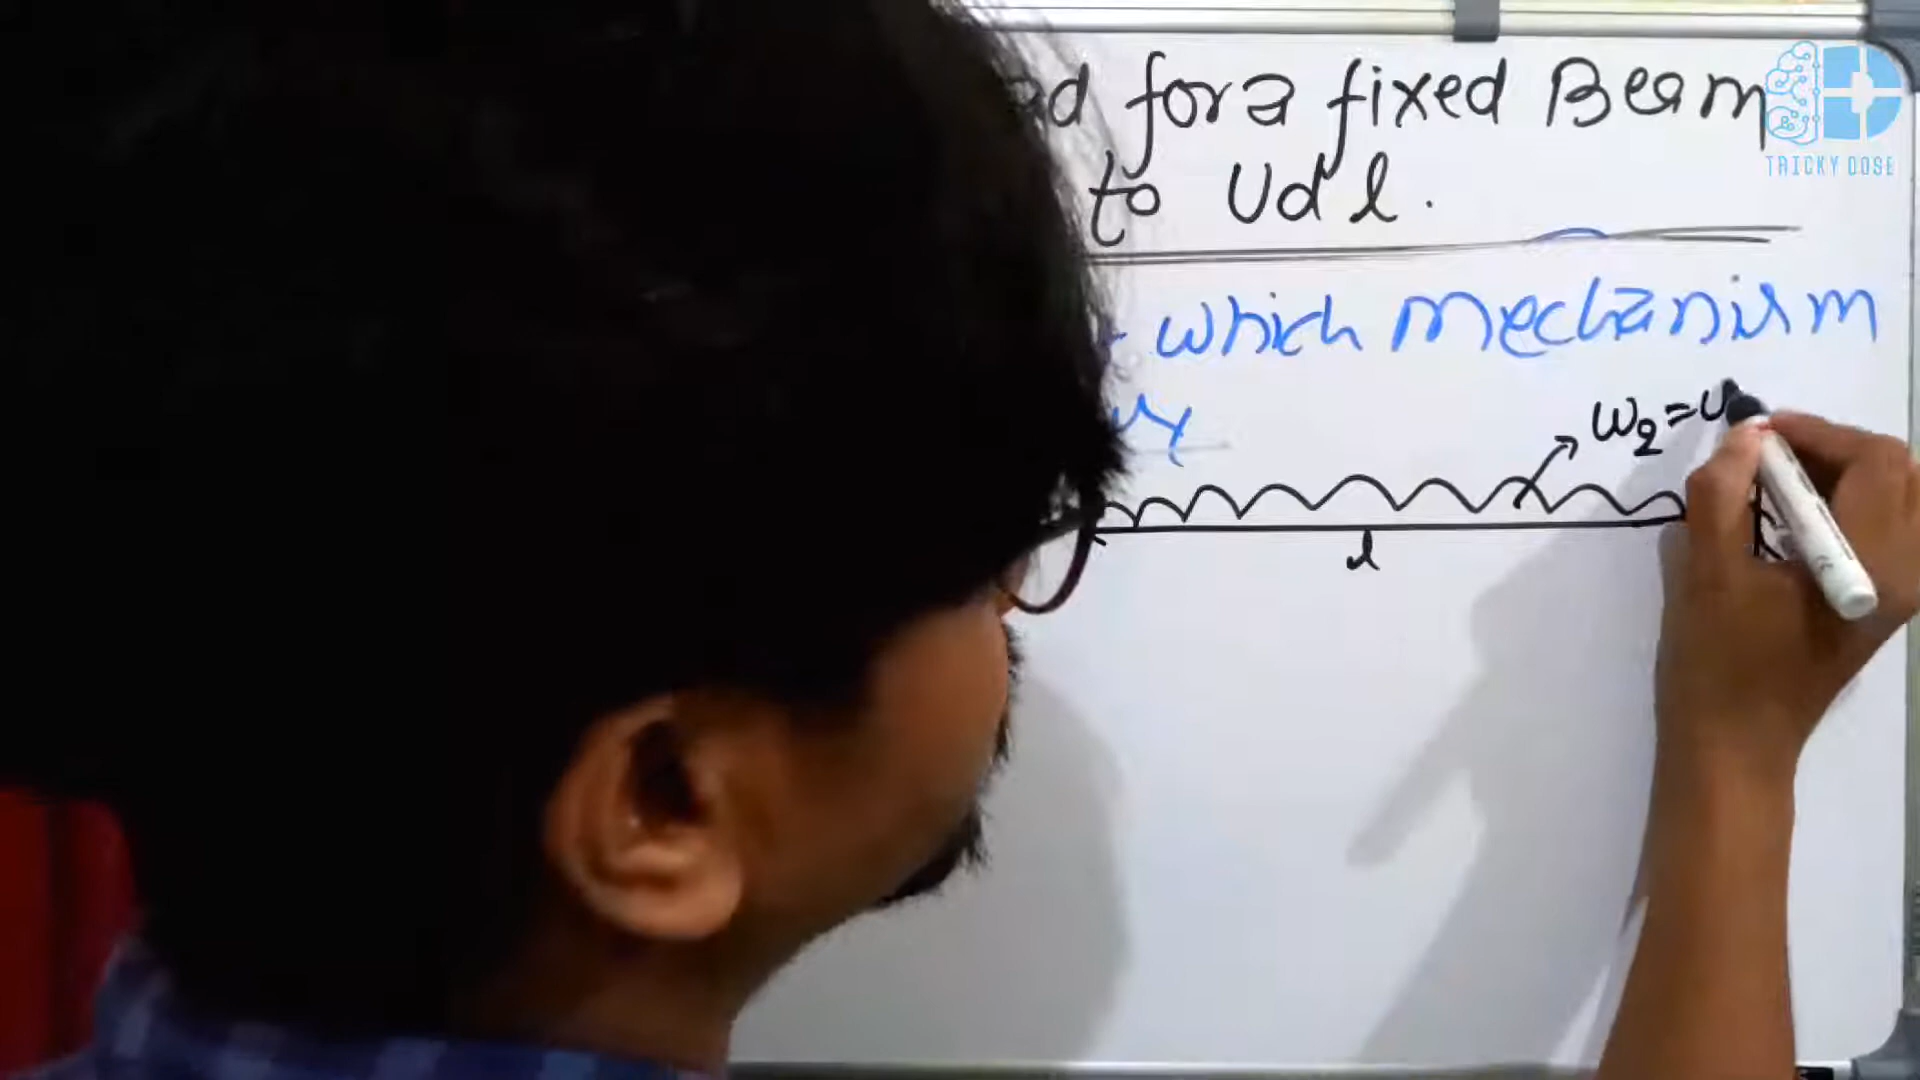 for a fixed Beam
to Udl.
which Mechanism
W2=U
l
TRICKY DOSE